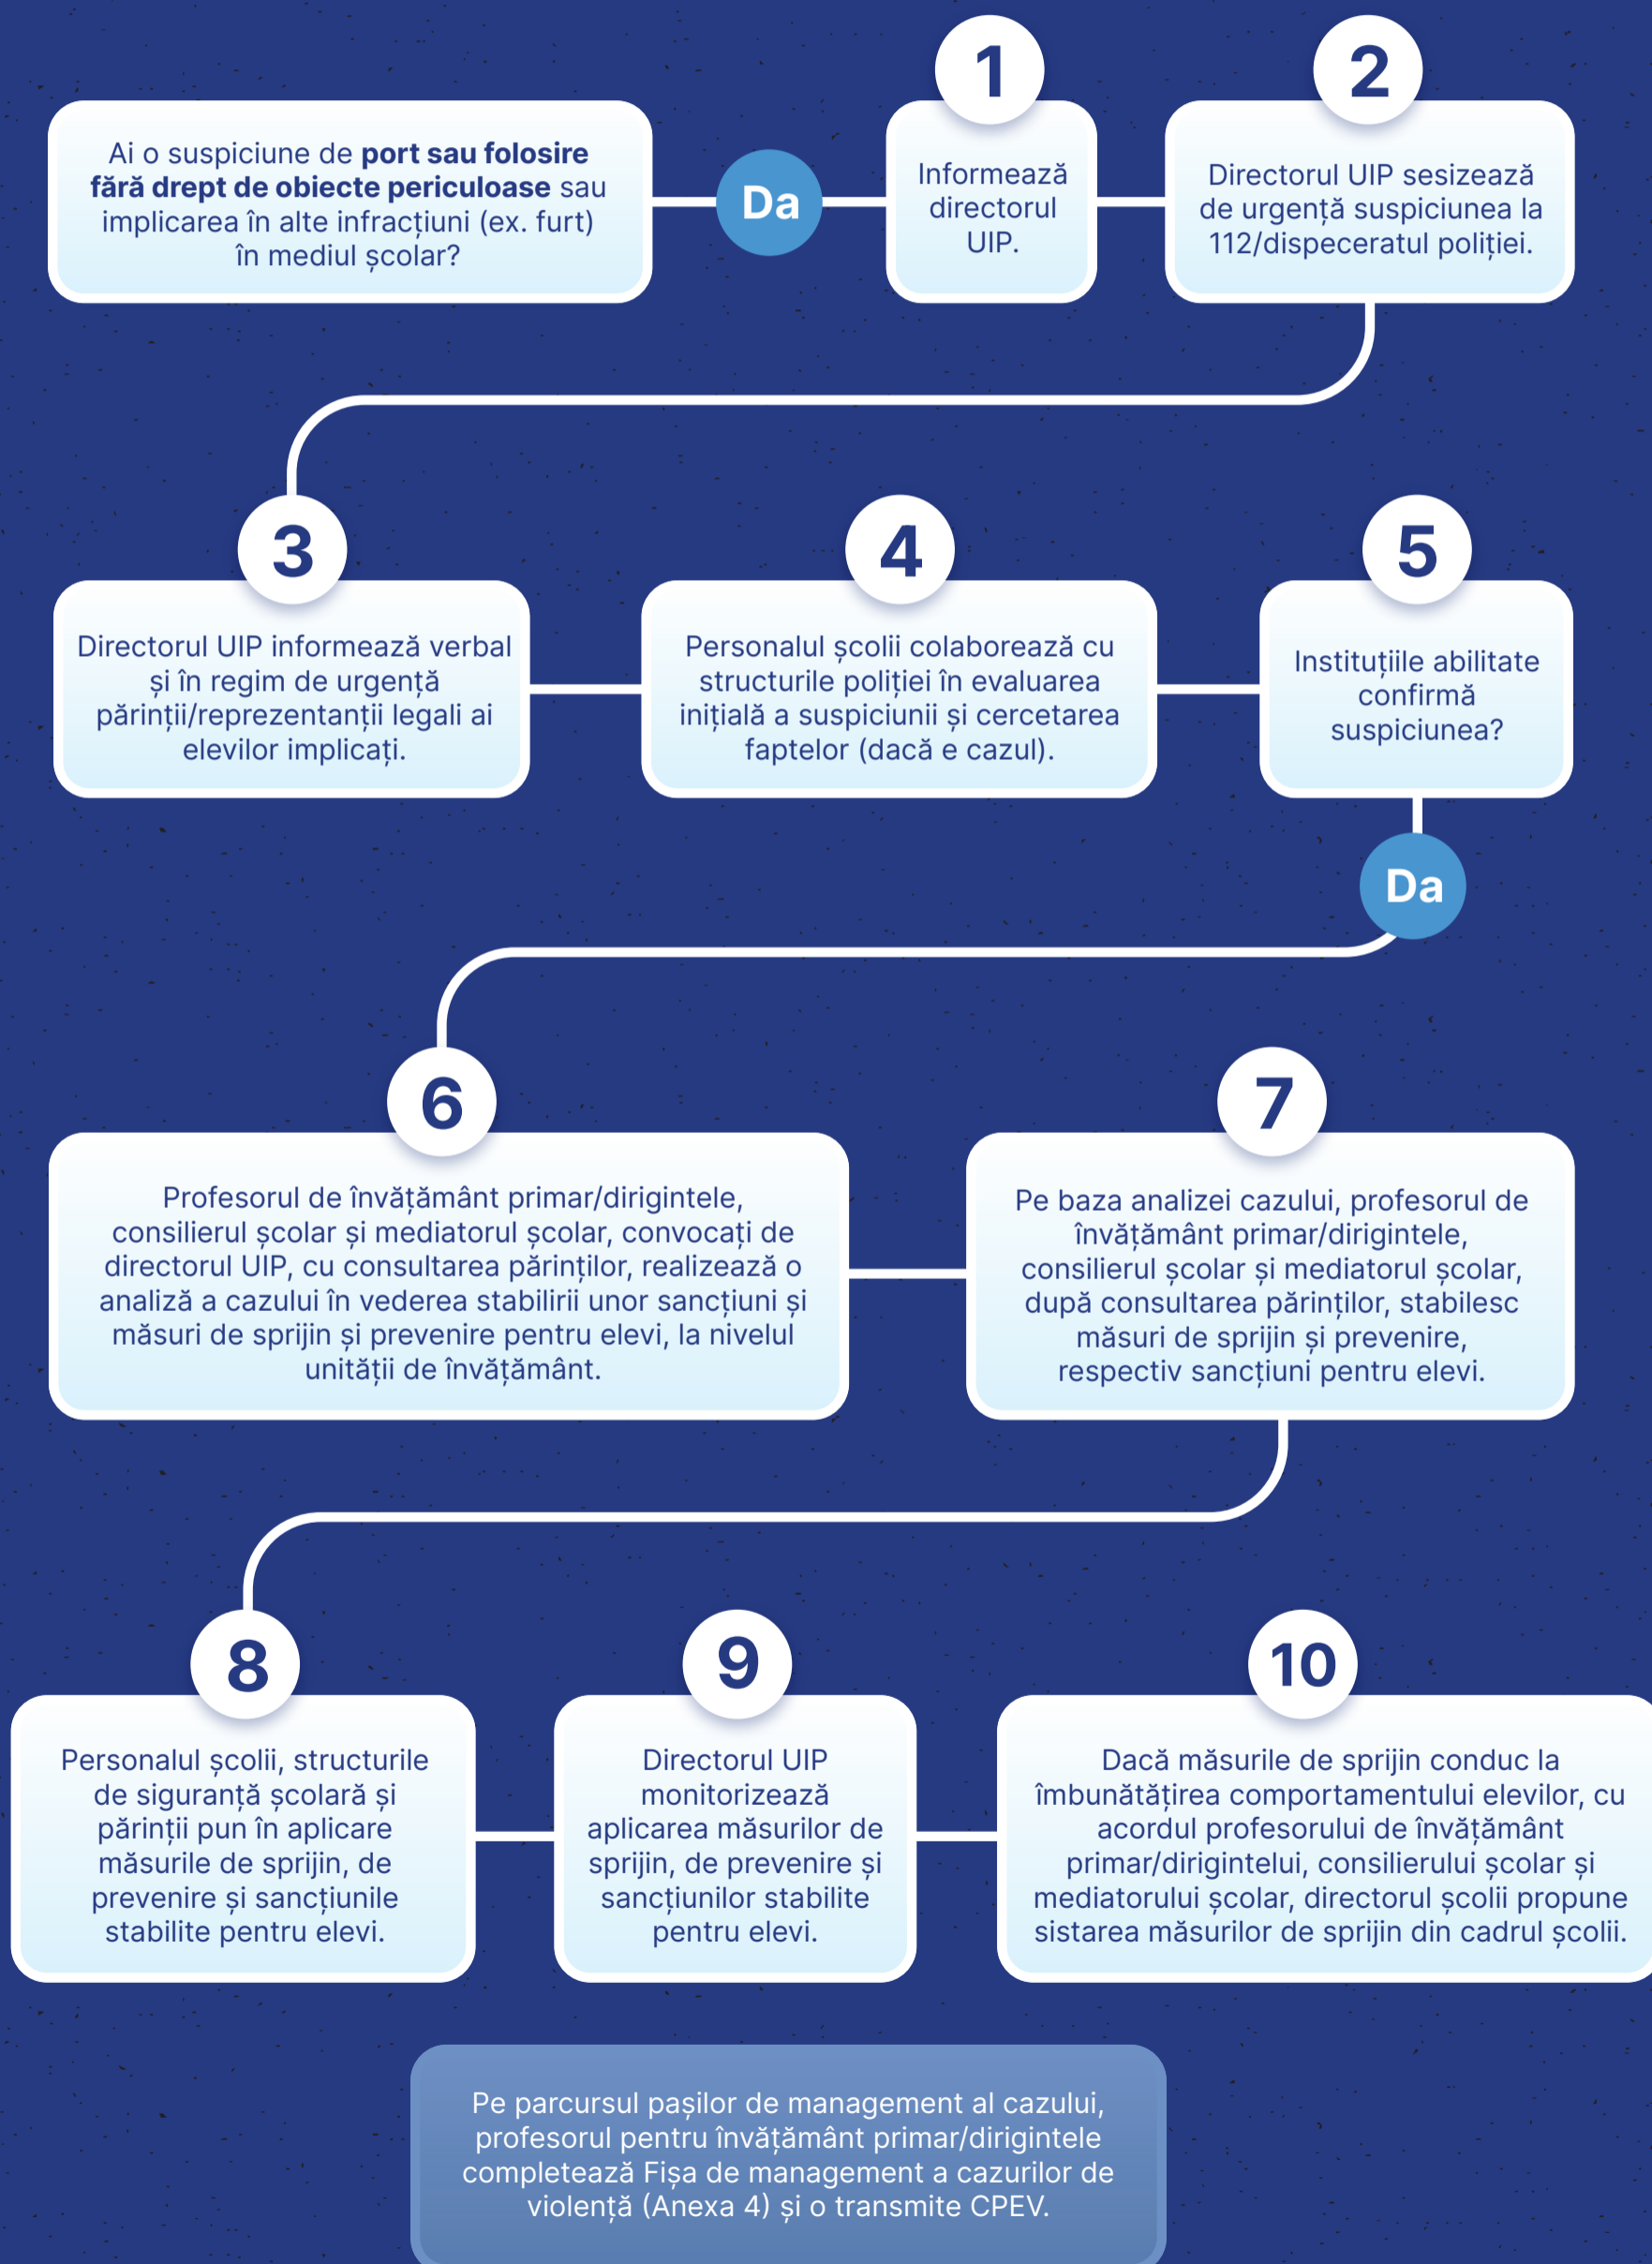 Ai o suspiciune de port sau folosire
fără drept de obiecte periculoase sau
implicarea în alte infracțiuni (ex. furt)
în mediul școlar?
Da
1
Informează
directorul
UIP.
2
Directorul UIP sesizează
de urgență suspiciunea la
112/dispeceratul poliției.
3
Directorul UIP informează verbal
și în regim de urgență
părinții/reprezentanții legali ai
elevilor implicați.
4
Personalul școlii colaborează cu
structurile poliției în evaluarea
inițială a suspiciunii și cercetarea
faptelor (dacă e cazul).
5
Instituțiile abilitate
confirmă
suspiciunea?
Da
6
Profesorul de învățământ primar/dirigintele,
consilierul școlar și mediatorul școlar, convocați de
directorul UIP, cu consultarea părinților, realizează o
analiză a cazului în vederea stabilirii unor sancțiuni și
măsuri de sprijin și prevenire pentru elevi, la nivelul
unității de învățământ.
7
Pe baza analizei cazului, profesorul de
învățământ primar/dirigintele,
consilierul școlar și mediatorul școlar,
după consultarea părinților, stabilesc
măsuri de sprijin și prevenire,
respectiv sancțiuni pentru elevi.
8
Personalul școlii, structurile
de siguranță școlară și
părinții pun în aplicare
măsurile de sprijin, de
prevenire și sancțiunile
stabilite pentru elevi.
9
Directorul UIP
monitorizează
aplicarea măsurilor de
sprijin, de prevenire și
sancțiunilor stabilite
pentru elevi.
10
Dacă măsurile de sprijin conduc la
îmbunătățirea comportamentului elevilor, cu
acordul profesorului de învățământ
primar/dirigintelui, consilierului școlar și
mediatorului școlar, directorul școlii propune
sistarea măsurilor de sprijin din cadrul școlii.
Pe parcursul pașilor de management al cazului,
profesorul pentru învățământ primar/dirigintele
completează Fișa de management a cazurilor de
violență (Anexa 4) și o transmite CPEV.